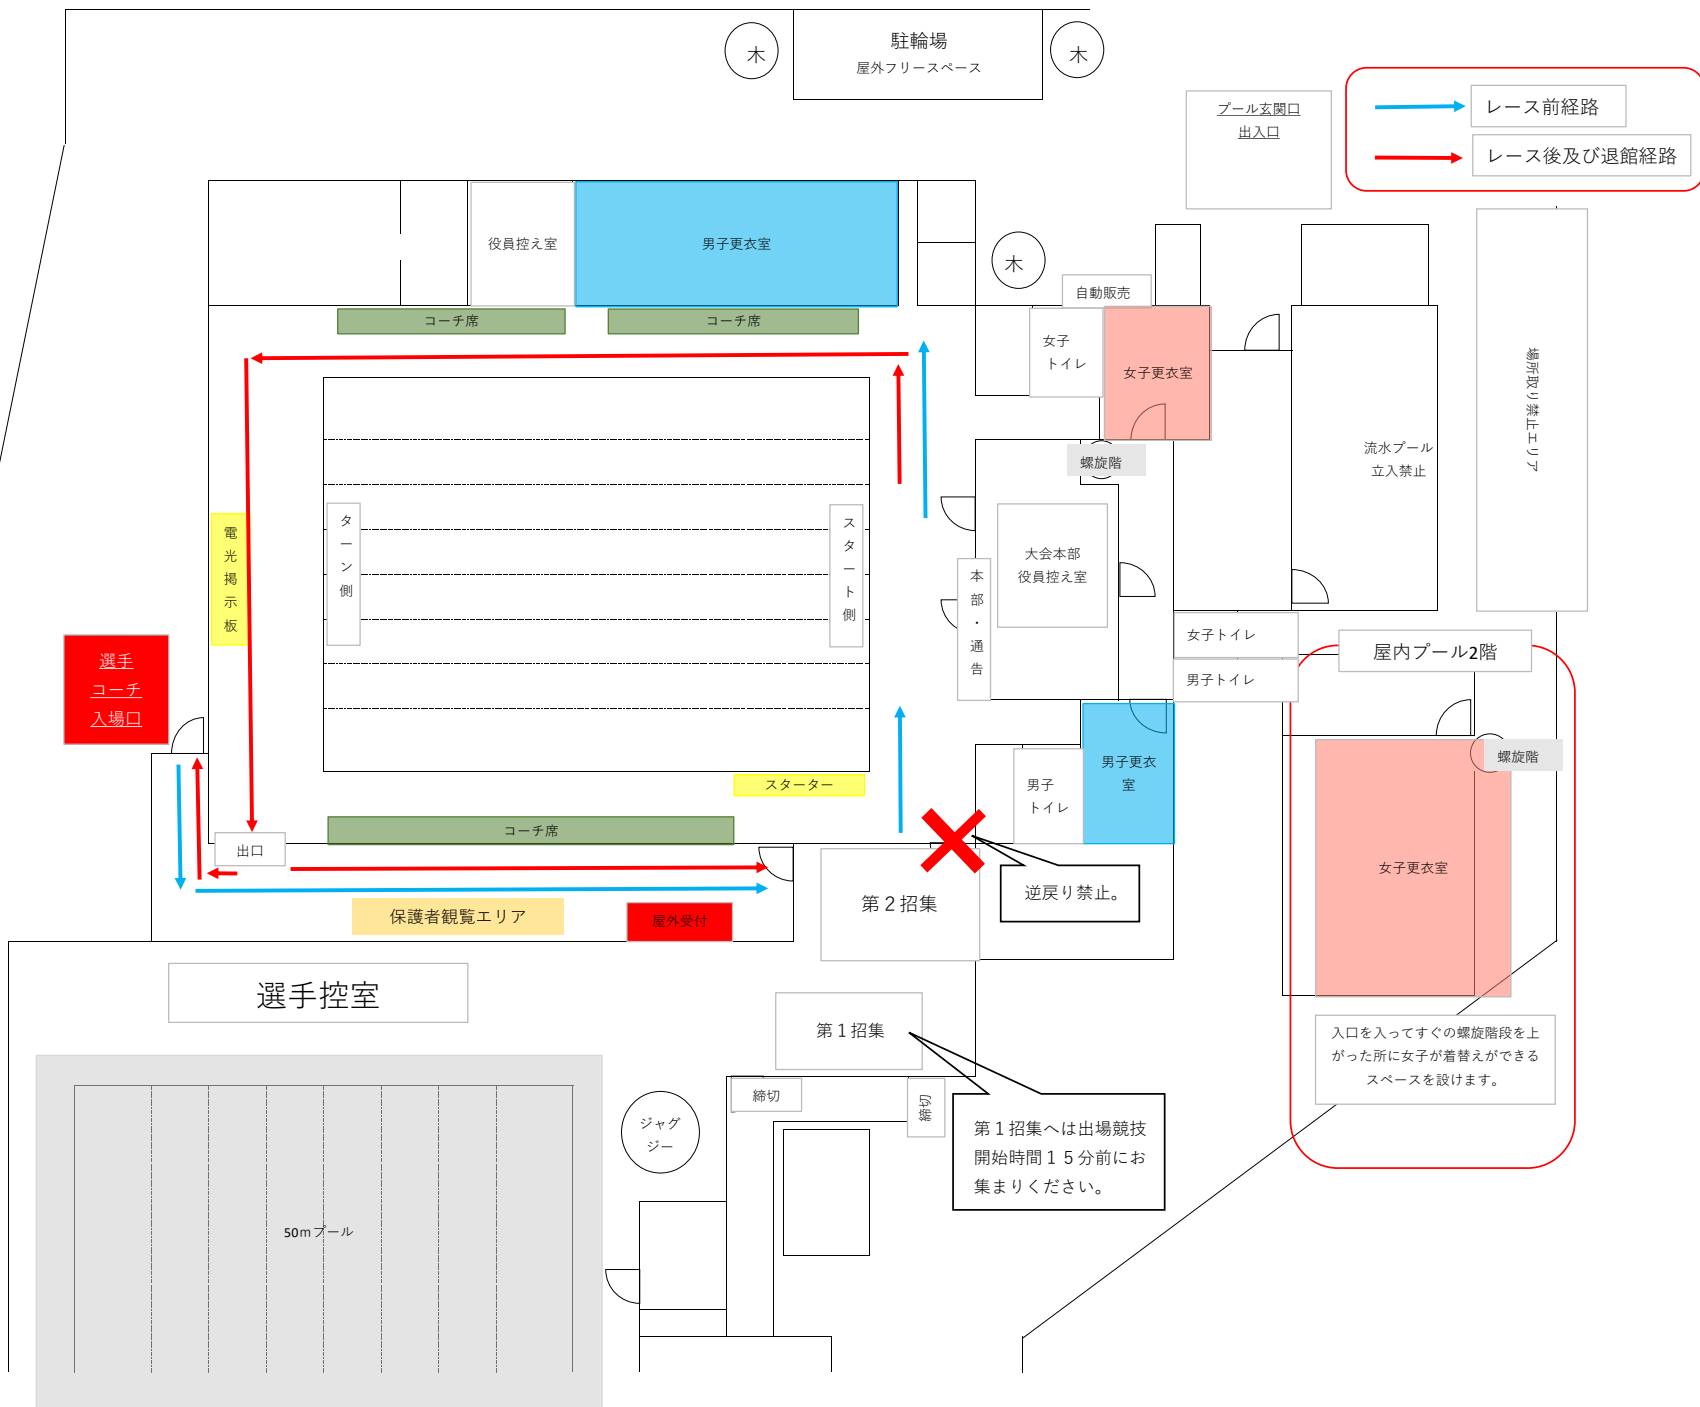 木
駐輪場
屋外フリースペース
木
プール玄関口
出入口
レース前経路
レース後及び退館経路
役員控え室
男子更衣室
木
自動販売
コーチ席
コーチ席
女子
トイレ
女子更衣室
場所取り禁止エリア
流水プール
立入禁止
螺旋階
電光掲示板
ターン側
スタート側
大会本部
役員控え室
本部・通告
女子トイレ
男子トイレ
屋内プール2階
選手
コーチ
入場口
男子更衣
室
男子
トイレ
螺旋階
スターター
コーチ席
出口
逆戻り禁止。
女子更衣室
第2招集
保護者観覧エリア
屋外受付
選手控室
第1招集
入口を入ってすぐの螺旋階段を上
がった所に女子が着替えができる
スペースを設けます。
締切
締切
ジャグ
ジー
第1招集へは出場競技
開始時間15分前にお
集まりください。
50mプール